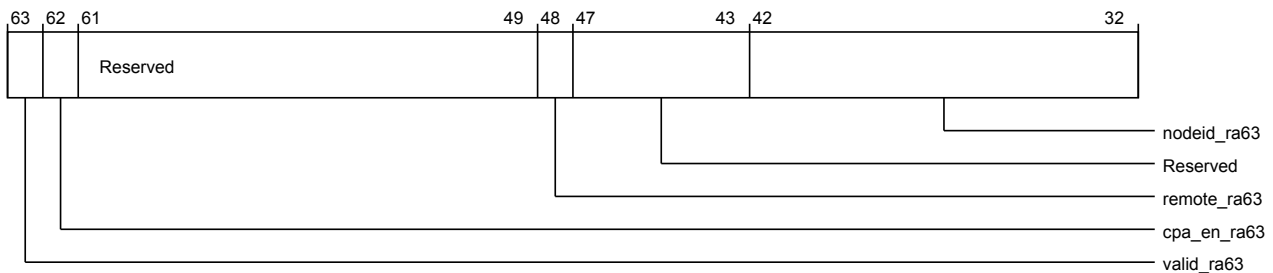 63 62 61 49 48 47 43 42 32
Reserved
nodeid_ra63
Reserved
remote_ra63
cpa_en_ra63
valid_ra63